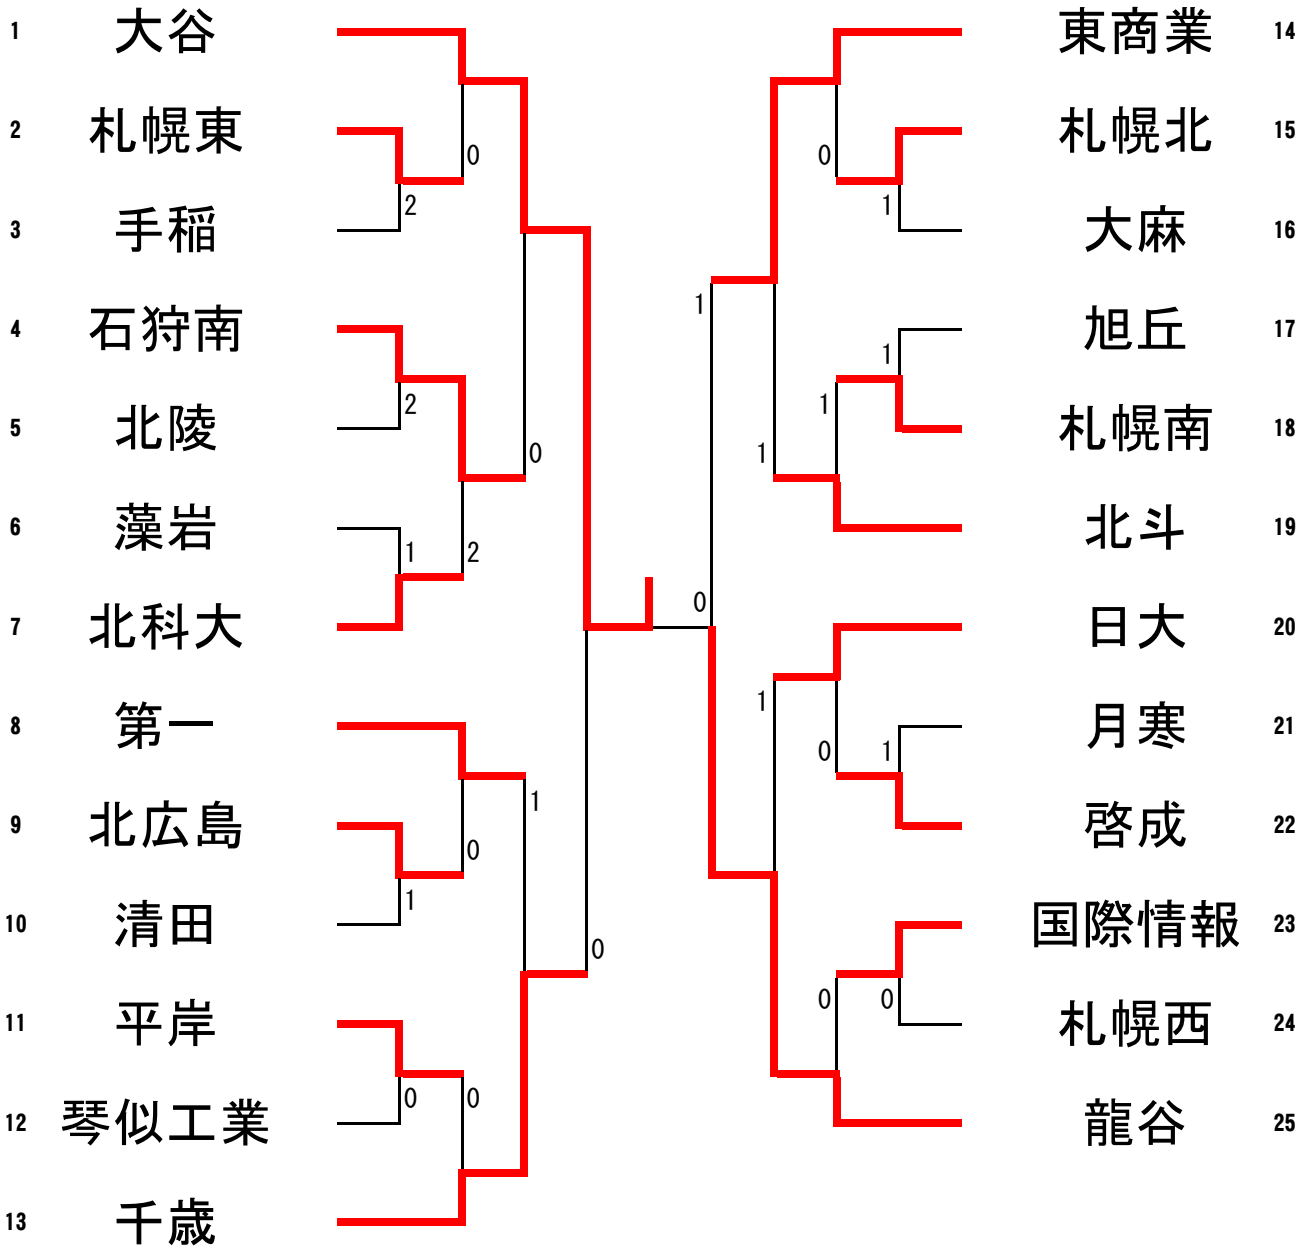 1 大谷
2 札幌東
0
2
3 手稲
4 石狩南
2
5 北陵
0
6 藻岩
1
2
7 北科大
8 第一
1
9 北広島
0
1
10 清田
0
11 平岸
0
0
12 琴似工業
13 千歳
東商業 14
札幌北 15
0
1
大麻 16
1
旭丘 17
1
1
札幌南 18
1
北斗 19
0
日大 20
1
月寒 21
0
1
啓成 22
国際情報 23
0
0
札幌西 24
龍谷 25